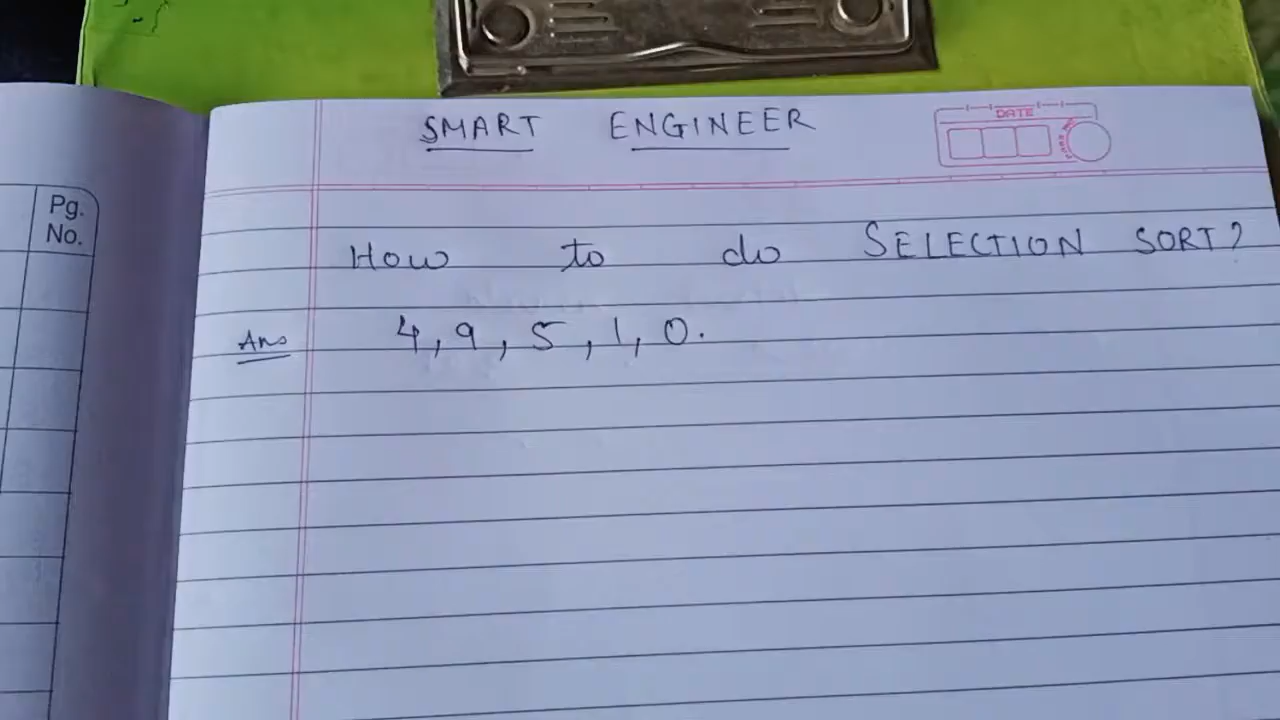 SMART ENGINEER
DATE
Pg.
No.
How to do SELECTION SORT?
Ans 4, 9, 5, 1, 0.